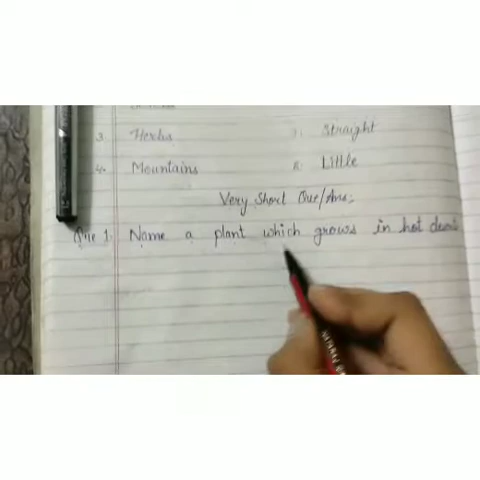 3. Herbs 7. Straight
4. Mountains 8. Little
Very Short Que/Ans:
Que 1. Name a plant which grows in hot desert